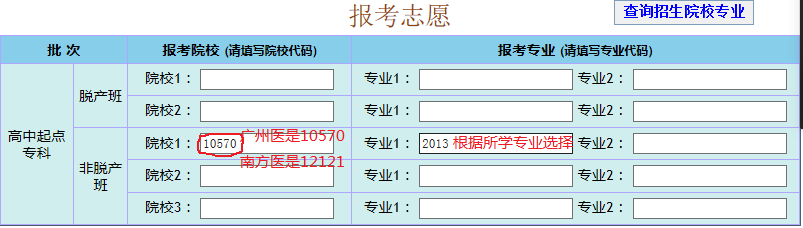 报考志愿
查询招生院校专业
批 次 报考院校 (请填写院校代码) 报考专业 (请填写专业代码)
高中起点专科
脱产班
院校1： 专业1： 专业2：
院校2： 专业1： 专业2：
非脱产班
院校1： 10570 广州医是10570 专业1： 2013 根据所学专业选择 专业2：
南方医是12121
院校2： 专业1： 专业2：
院校3： 专业1： 专业2：